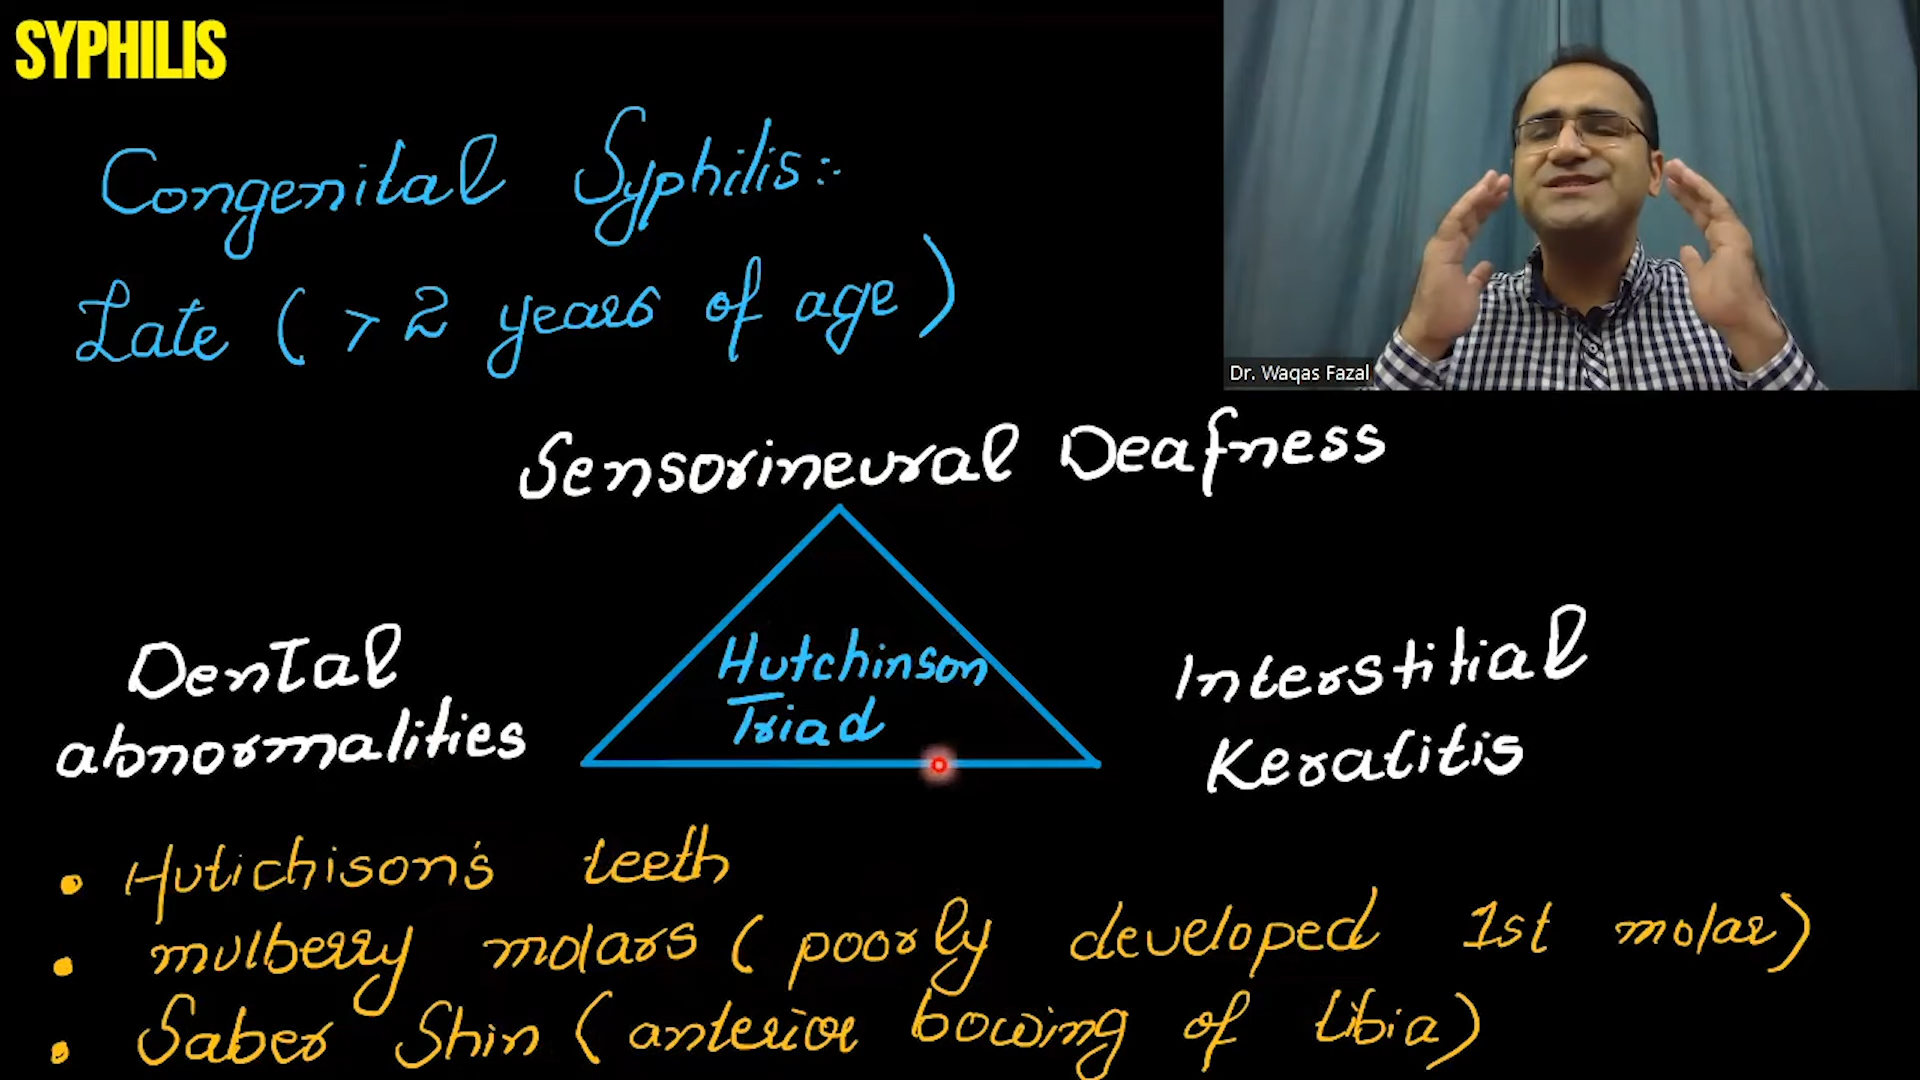 SYPHILIS
Congenital Syphilis:-
Late ( > 2 years of age )
Dr. Waqas Fazal
Sensorineural Deafness
Hutchinson
Triad
Dental
abnormalities
Interstitial
Keratitis
• Hutichison's teeth
• mulberry molars ( poorly developed 1st molar )
• Saber Shin ( anterior bowing of tibia )